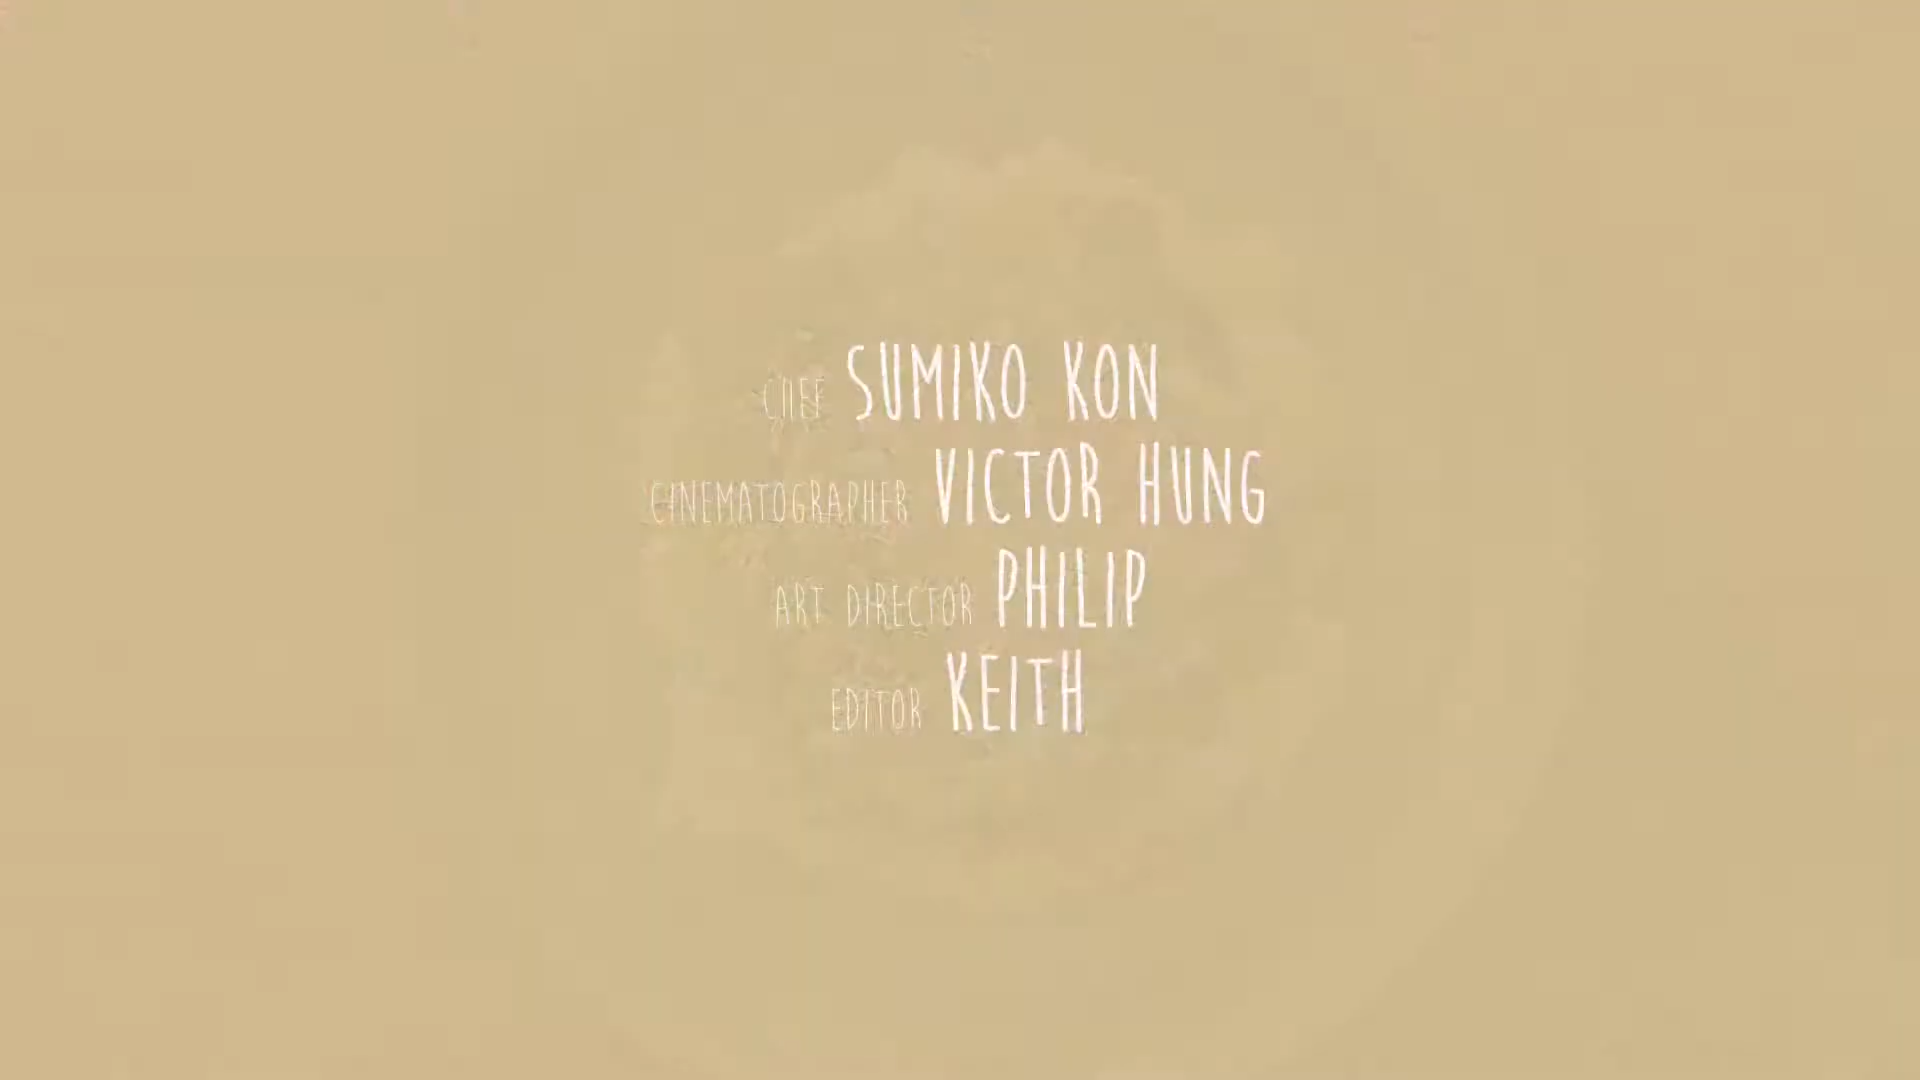 CHEF SUMIKO KON
CINEMATOGRAPHER VICTOR HUNG
ART DIRECTOR PHILIP
EDITOR KEITH